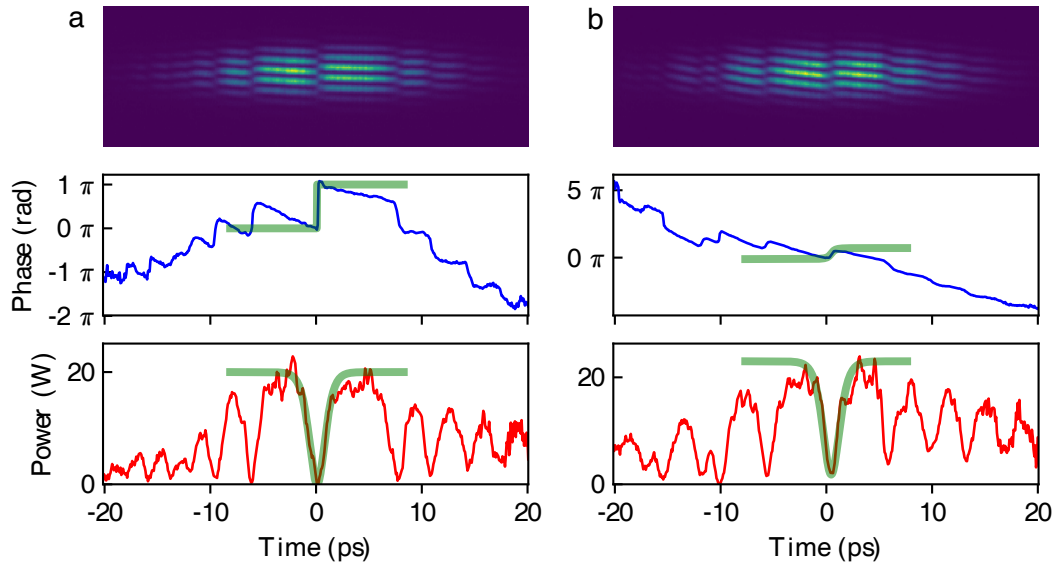 a
b
Phase (rad)
1 π
0 π
-1 π
-2 π
5 π
0 π
Power (W)
20
0
20
0
-20
-10
0
10
20
-20
-10
0
10
20
Time (ps)
Time (ps)